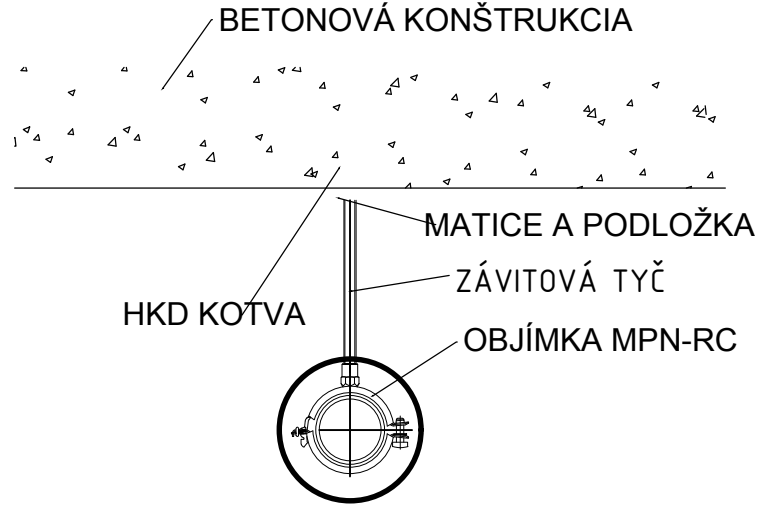 BETONOVÁ KONŠTRUKCIA
MATICE A PODLOŽKA
ZÁVITOVÁ TYČ
HKD KOTVA
OBJÍMKA MPN-RC